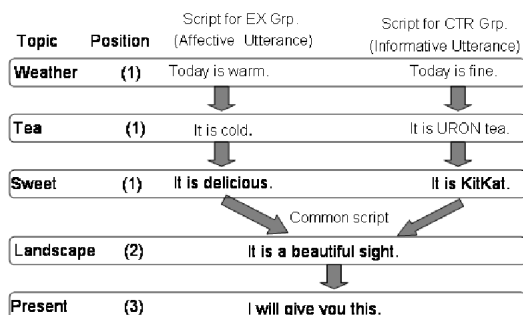 Script for EX Grp. Script for CTR Grp.
Topic Position (Affective Utterance) (Informative Utterance)
Weather (1) Today is warm. Today is fine.
Tea (1) It is cold. It is URON tea.
Sweet (1) It is delicious. It is KitKat.
Common script
Landscape (2) It is a beautiful sight.
Present (3) I will give you this.